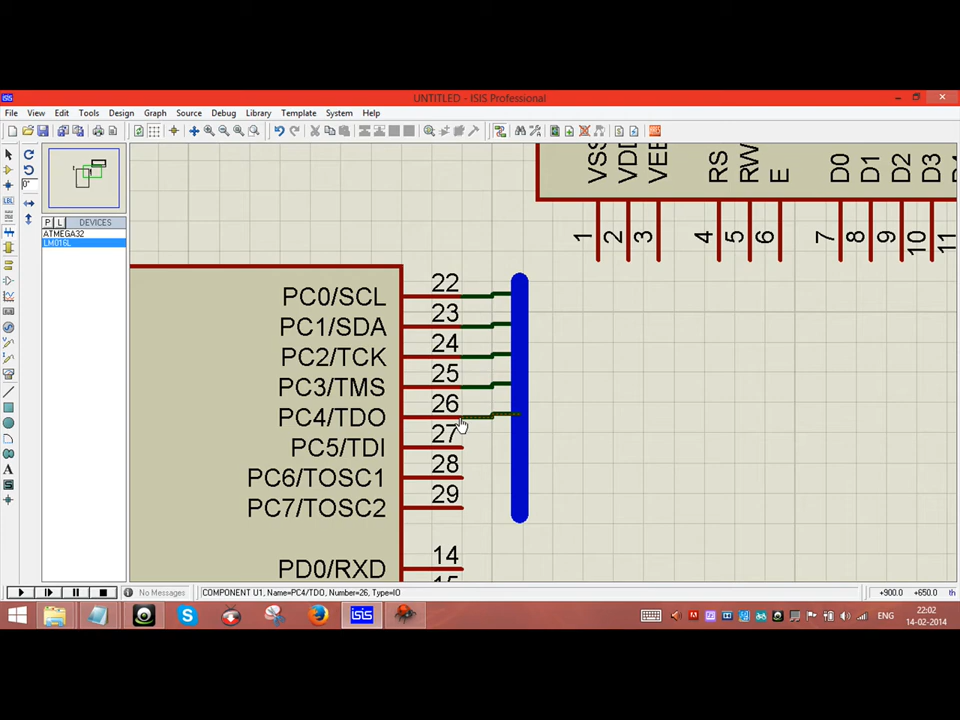 UNTITLED - ISIS Professional
File View Edit Tools Design Graph Source Debug Library Template System Help
P L DEVICES
ATMEGA32
LM016L
VSS VDD VEE RS RW E D0 D1 D2 D3
1 2 3 4 5 6 7 8 9 10 11
22
PC0/SCL
23
PC1/SDA
24
PC2/TCK
25
PC3/TMS
26
PC4/TDO
27
PC5/TDI
28
PC6/TOSC1
29
PC7/TOSC2
14
PD0/RXD
No Messages
COMPONENT U1, Name=PC4/TDO, Number=26, Type=IO
+900.0 +650.0 th
ENG
22:02
14-02-2014